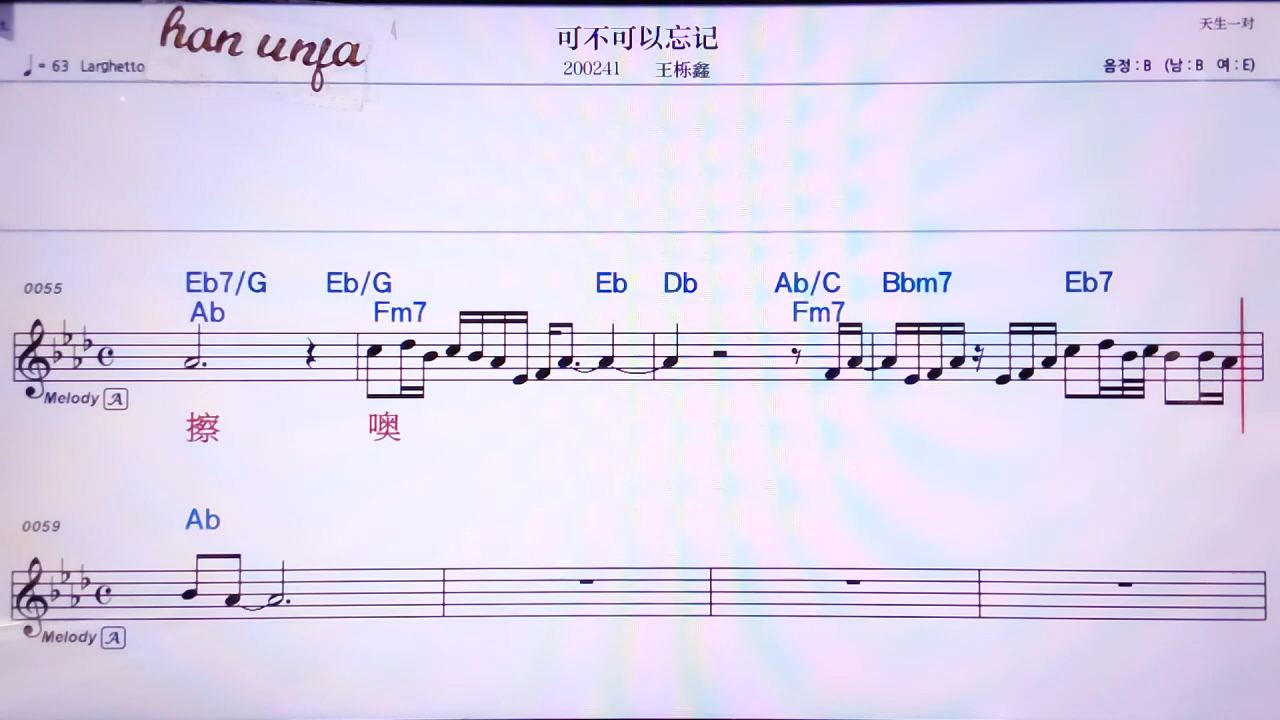 han unfa
可不可以忘记
天生一对
♩= 63 Larghetto
200241 王栎鑫
음정 : B (남 : B 여 : E)
0055
Eb7/G Eb/G Eb Db Ab/C Bbm7 Eb7
Ab Fm7 Fm7
Melody A
擦 噢
0059
Ab
Melody A